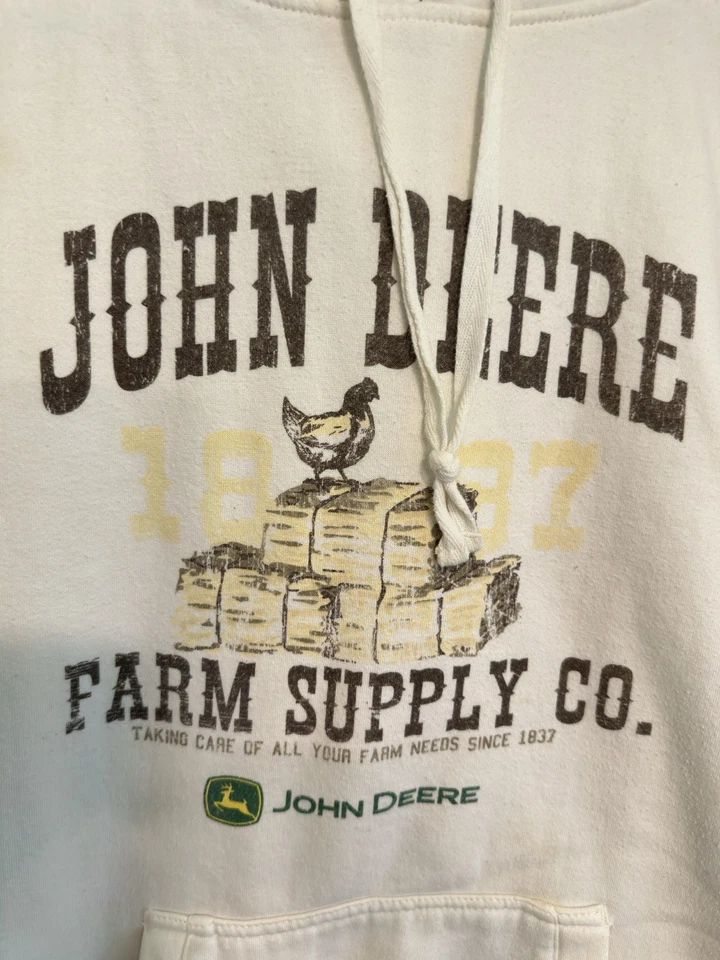 JOHN DEERE
1837
FARM SUPPLY CO.
TAKING CARE OF ALL YOUR FARM NEEDS SINCE 1837
JOHN DEERE